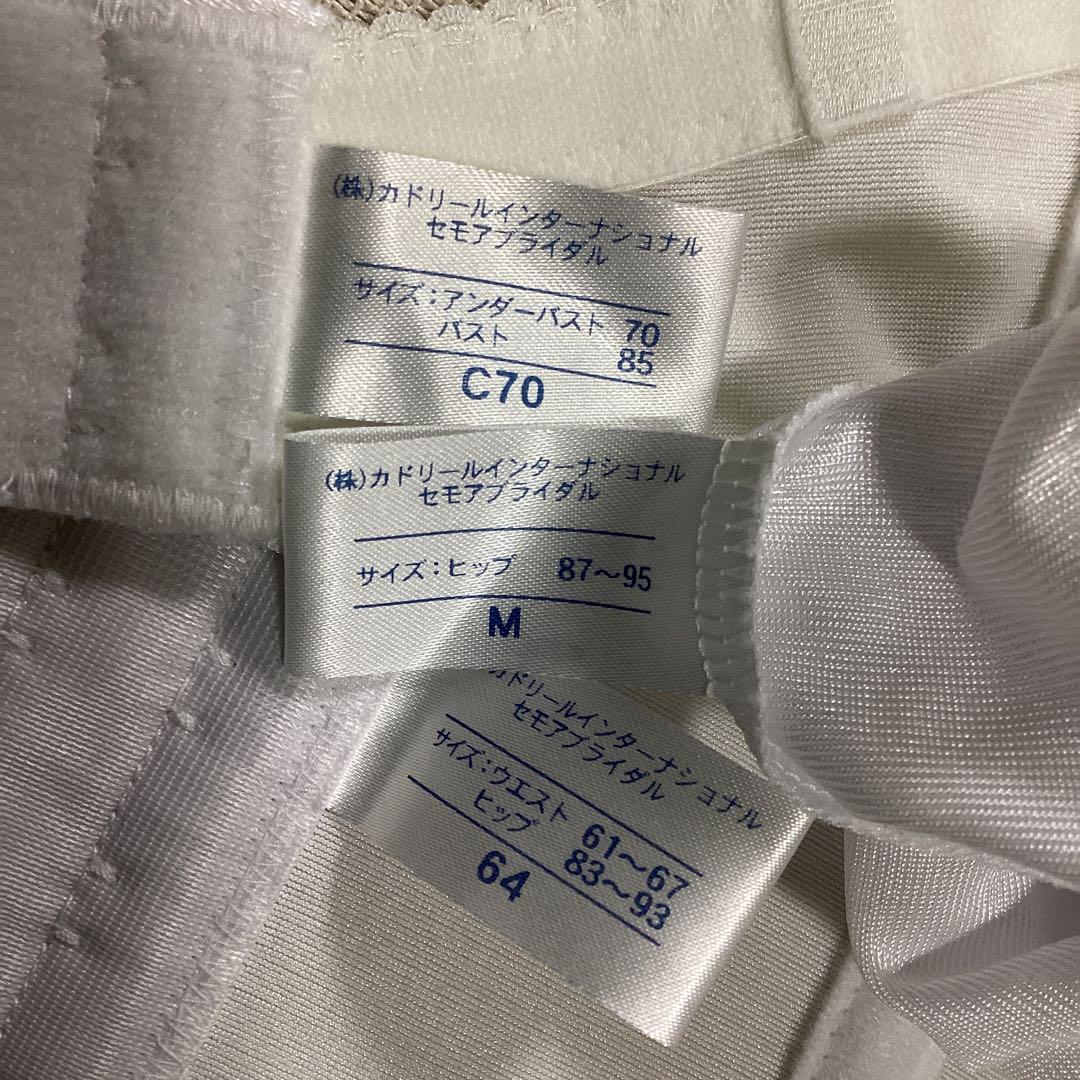 (株)カドリールインターナショナル
セモアブライダル
サイズ:アンダーバスト 70
バスト 85
C70
(株)カドリールインターナショナル
セモアブライダル
サイズ:ヒップ 87～95
M
カドリールインターナショナル
セモアブライダル
サイズ:ウエスト 61～67
ヒップ 83～93
64